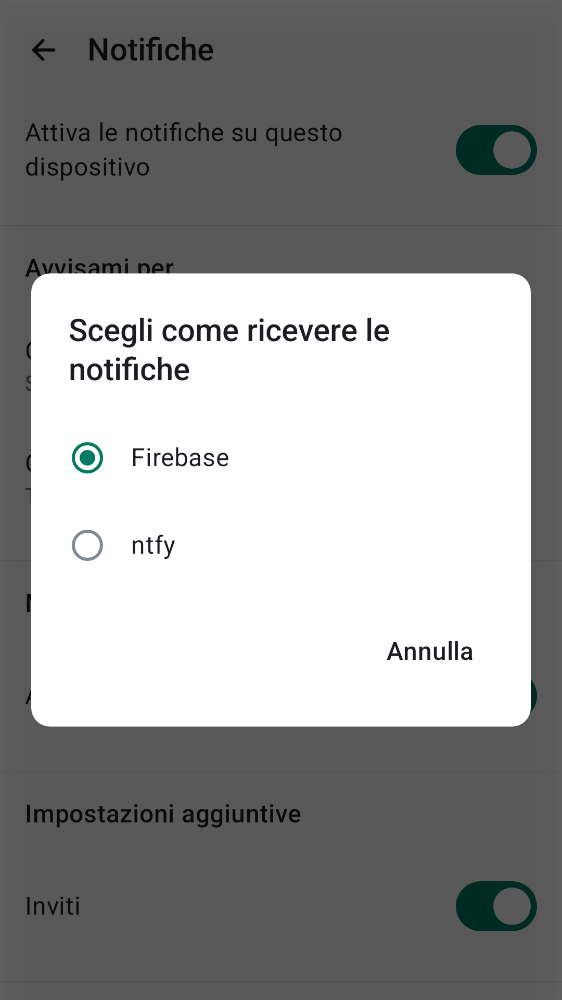 Notifiche
Attiva le notifiche su questo
dispositivo
Avvisami per
Scegli come ricevere le
notifiche
Firebase
ntfy
Annulla
Impostazioni aggiuntive
Inviti